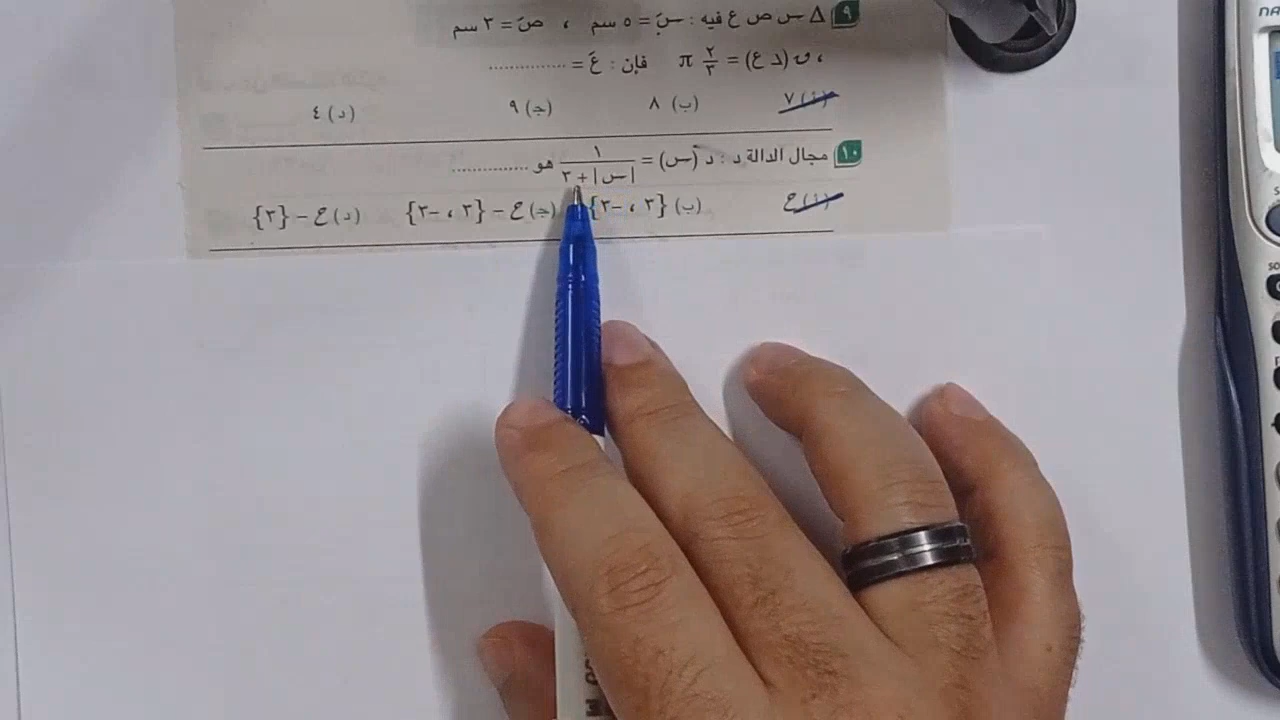 ٩ Δ س ص ع فيه : سَ = ٥ سم ، صَ = ٣ سم
، ق (د ع) = ٢/٣ π فإن : عَ = ..............
(أ) ٧ (ب) ٨ (جـ) ٩ (د) ٤
١٠ مجال الدالة د : د (س) = ١ / |س| + ٣ هو ..............
(أ) ع (ب) {٣ ، -٣} (جـ) ع - {٣ ، -٣} (د) ع - {٣}